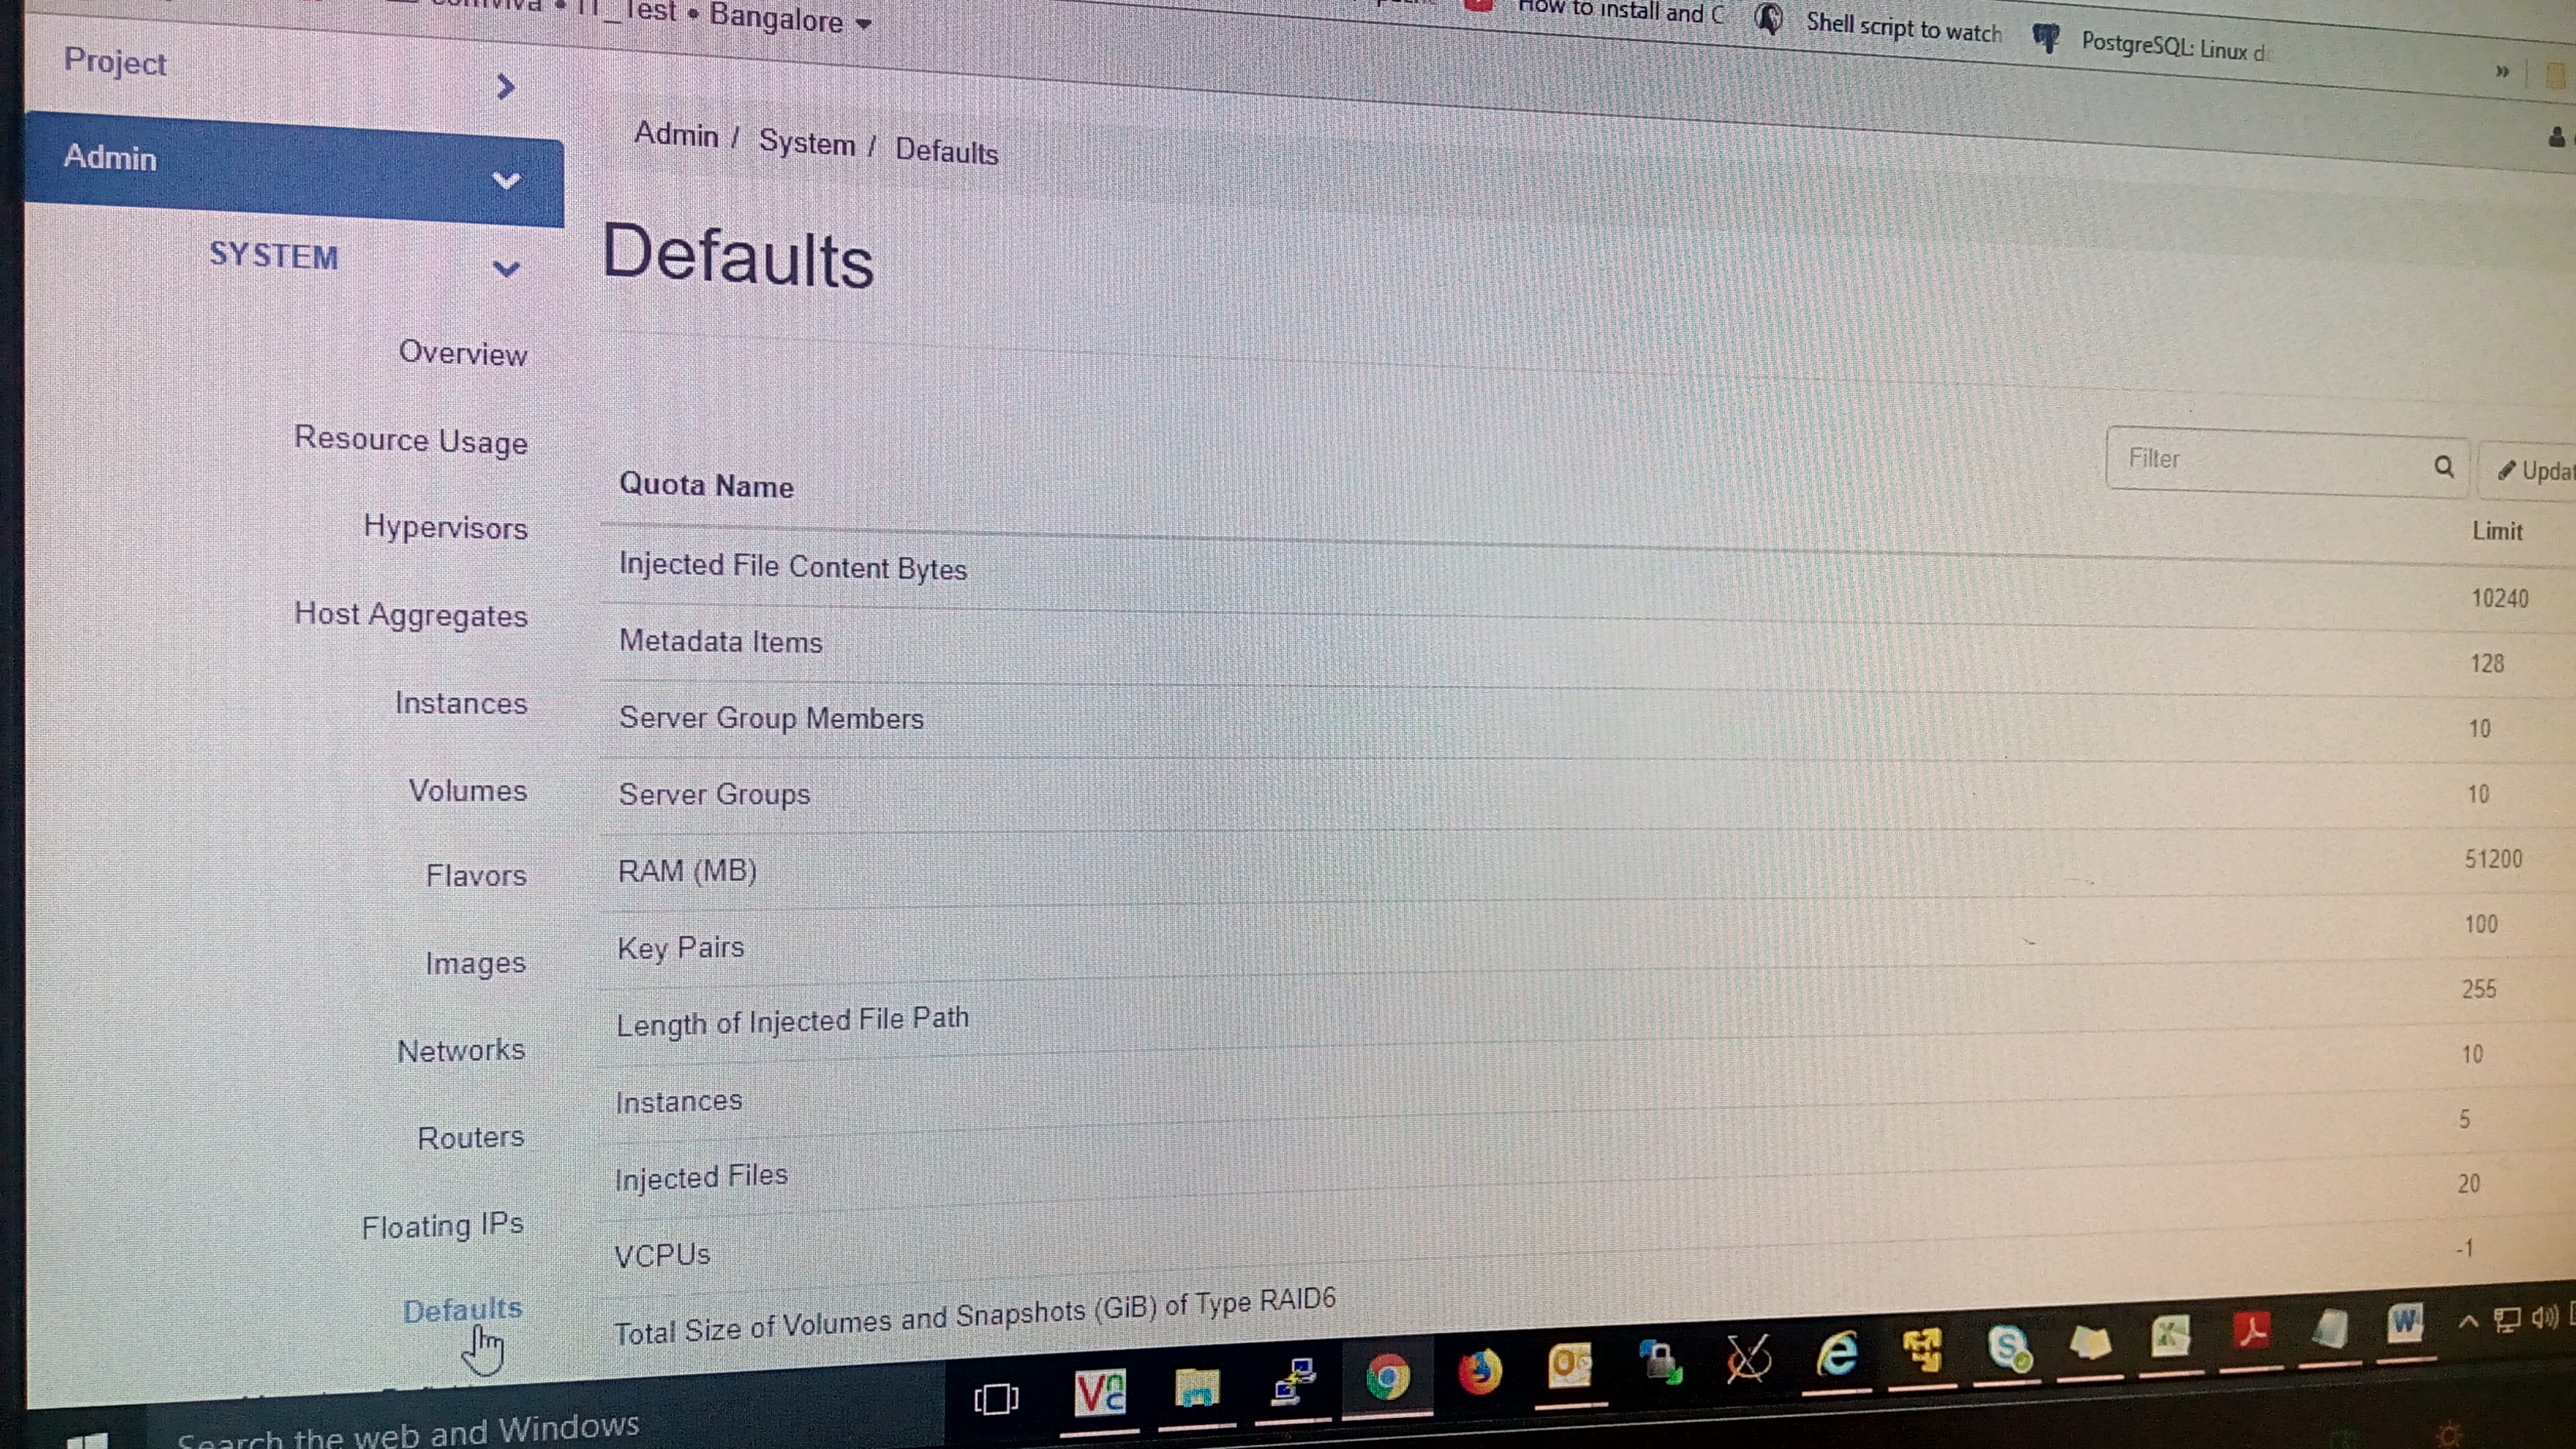 Test • Bangalore
How to install and C
Shell script to watch
PostgreSQL: Linux d
»
Project
Admin
SYSTEM
Overview
Resource Usage
Hypervisors
Host Aggregates
Instances
Volumes
Flavors
Images
Networks
Routers
Floating IPs
Defaults
Admin / System / Defaults
Defaults
Filter
Updat
Quota Name Limit
Injected File Content Bytes 10240
Metadata Items 128
Server Group Members 10
Server Groups 10
RAM (MB) 51200
Key Pairs 100
Length of Injected File Path 255
Instances 10
Injected Files 5
VCPUs 20
Total Size of Volumes and Snapshots (GiB) of Type RAID6 -1
Search the web and Windows